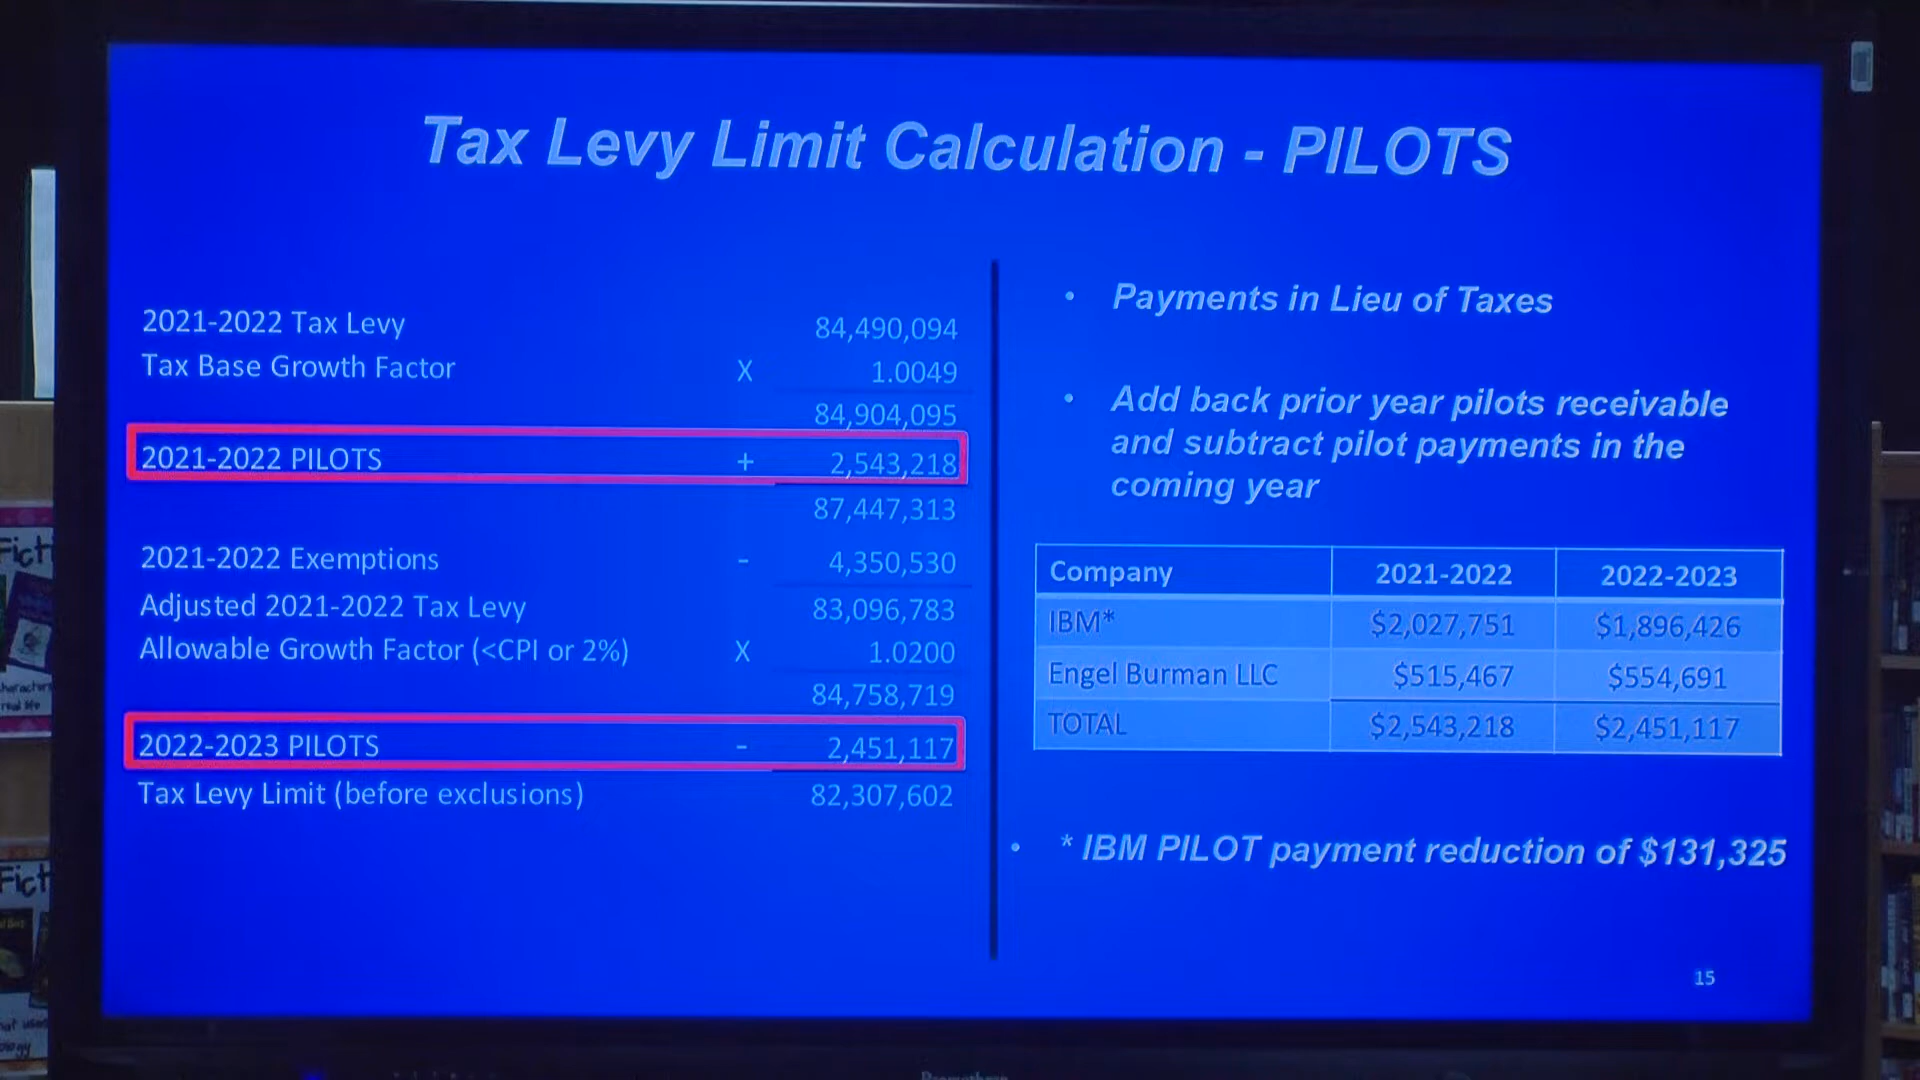 Tax Levy Limit Calculation - PILOTS
2021-2022 Tax Levy 84,490,094
Tax Base Growth Factor X 1.0049
84,904,095
2021-2022 PILOTS + 2,543,218
87,447,313
2021-2022 Exemptions - 4,350,530
Adjusted 2021-2022 Tax Levy 83,096,783
Allowable Growth Factor (<CPI or 2%) X 1.0200
84,758,719
2022-2023 PILOTS - 2,451,117
Tax Levy Limit (before exclusions) 82,307,602
• Payments in Lieu of Taxes
• Add back prior year pilots receivable
and subtract pilot payments in the
coming year
Company 2021-2022 2022-2023
IBM* $2,027,751 $1,896,426
Engel Burman LLC $515,467 $554,691
TOTAL $2,543,218 $2,451,117
• * IBM PILOT payment reduction of $131,325
15
Ficti
real life
Fict